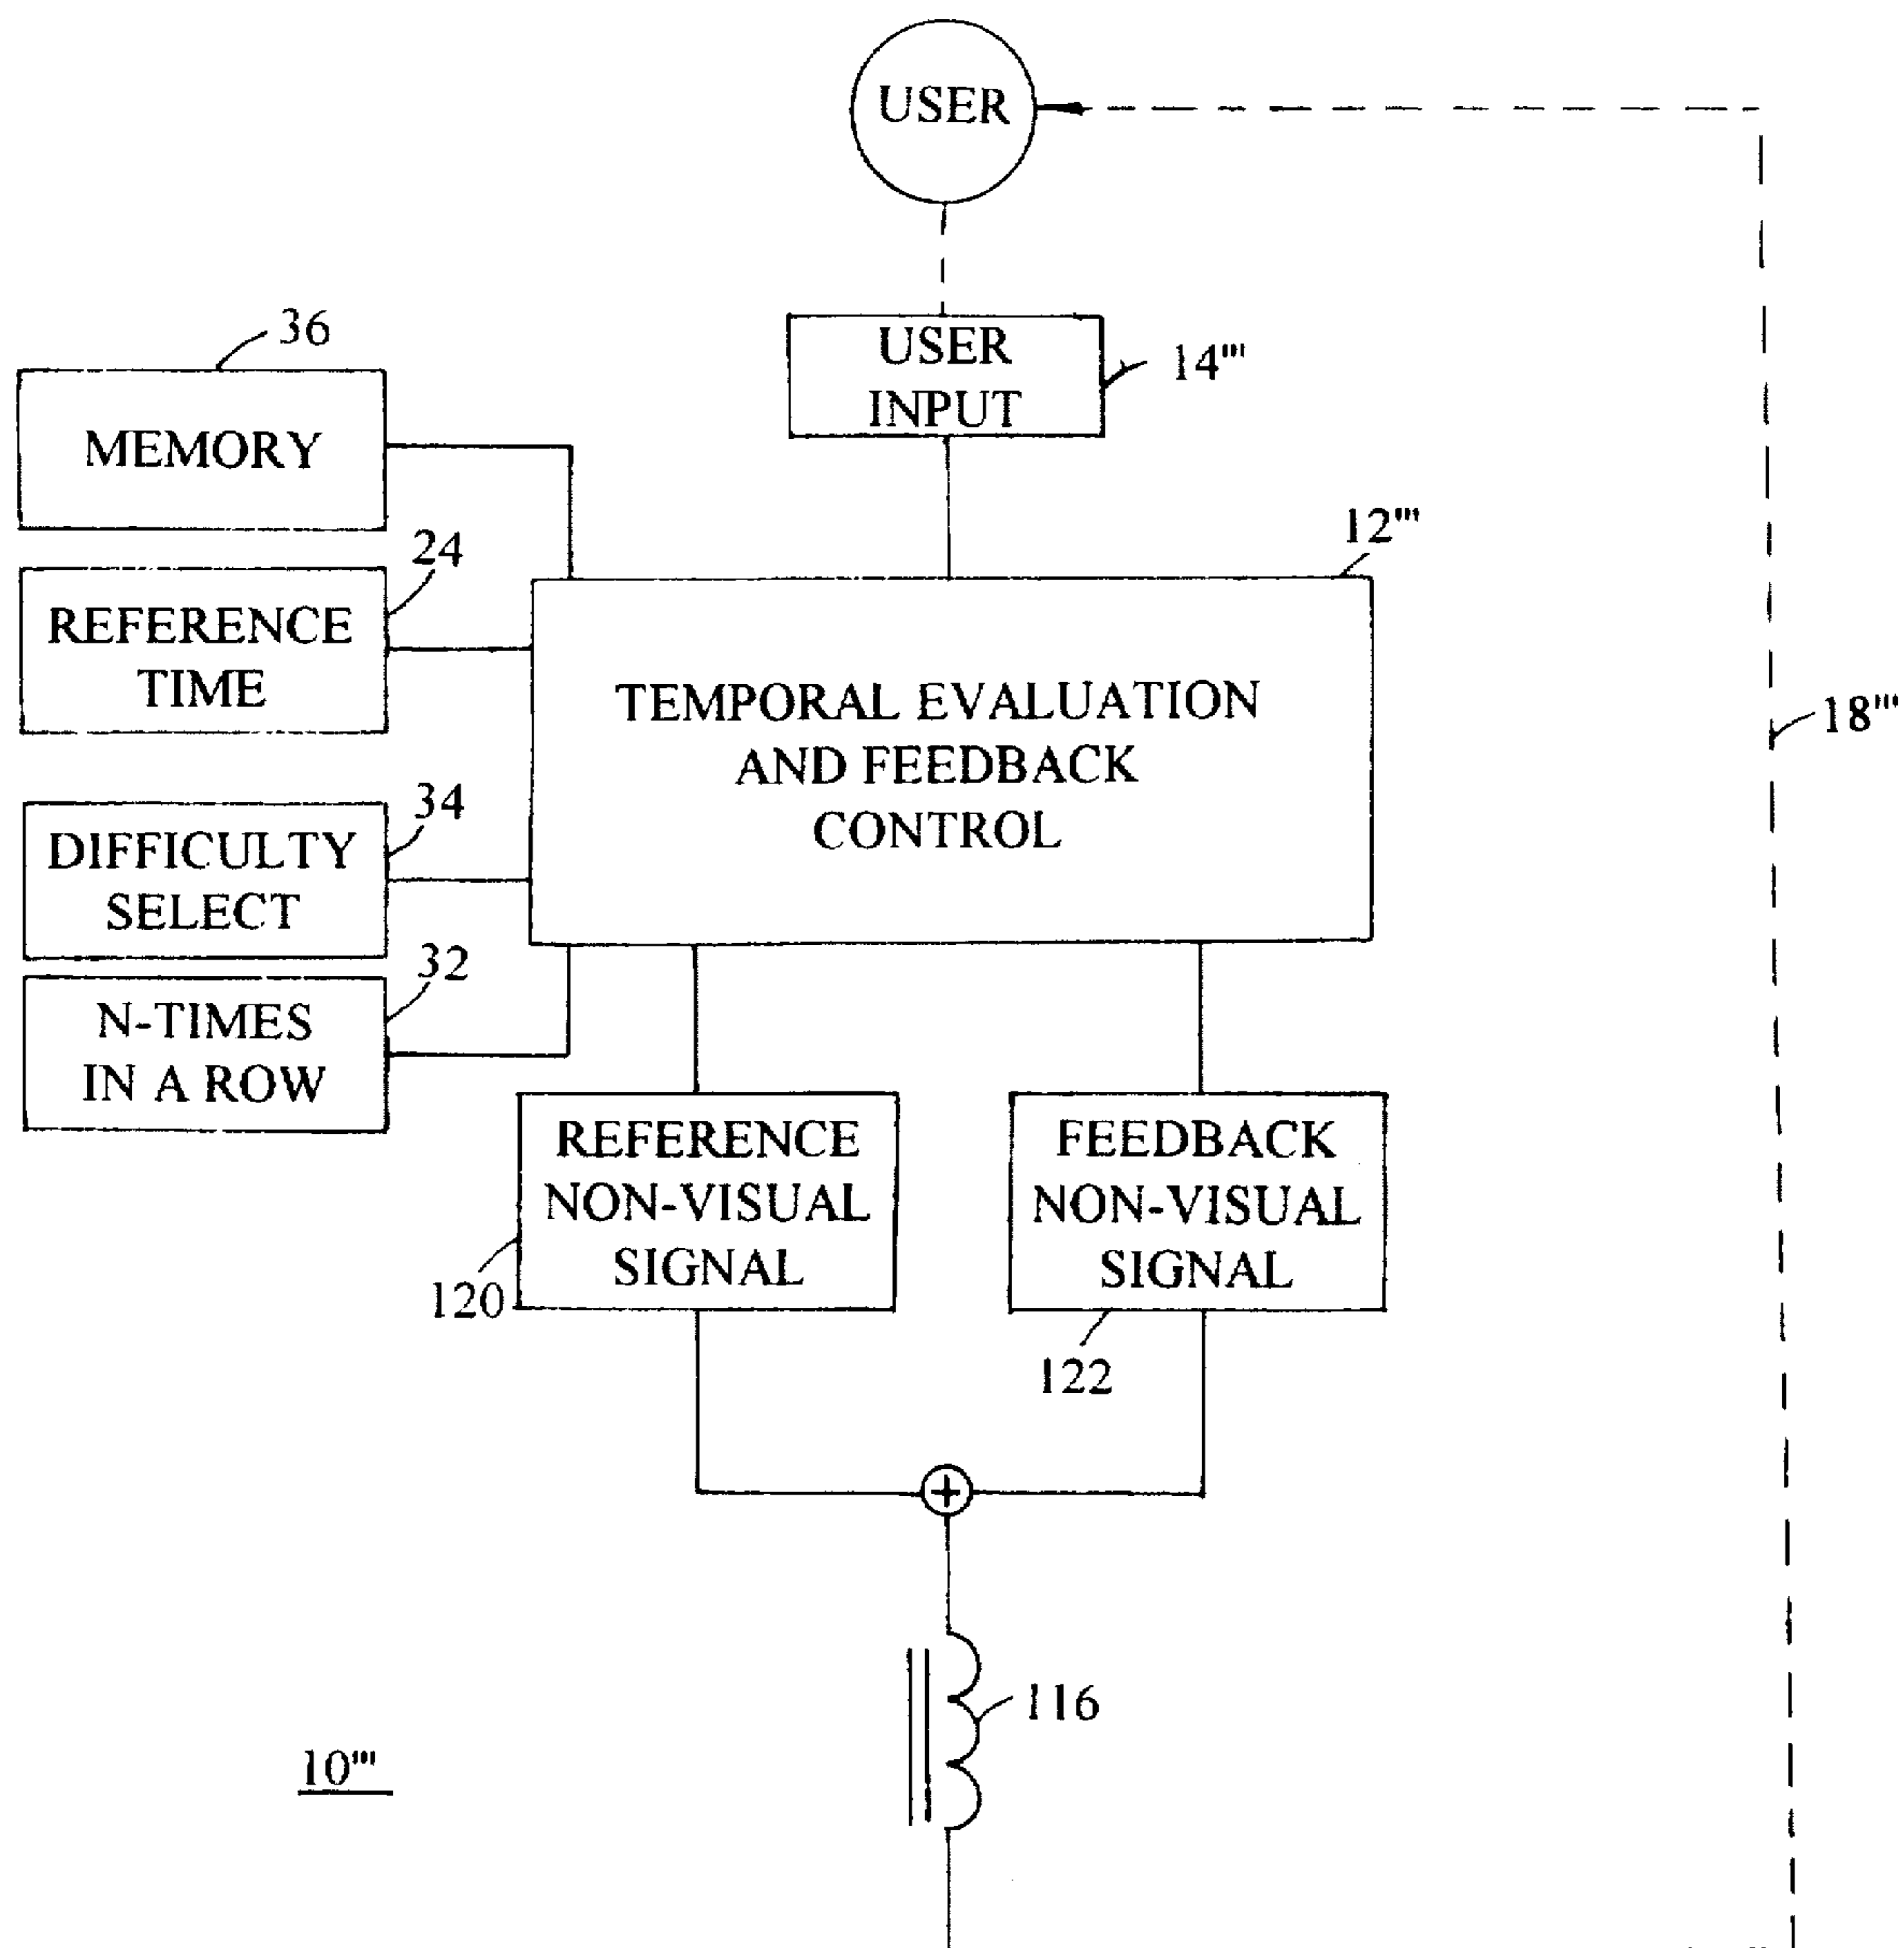 USER
USER
INPUT
14'''
36
MEMORY
12'''
24
REFERENCE
TIME
TEMPORAL EVALUATION
AND FEEDBACK
CONTROL
18'''
34
DIFFICULTY
SELECT
32
N-TIMES
IN A ROW
REFERENCE
NON-VISUAL
SIGNAL
120
FEEDBACK
NON-VISUAL
SIGNAL
122
+
116
10'''